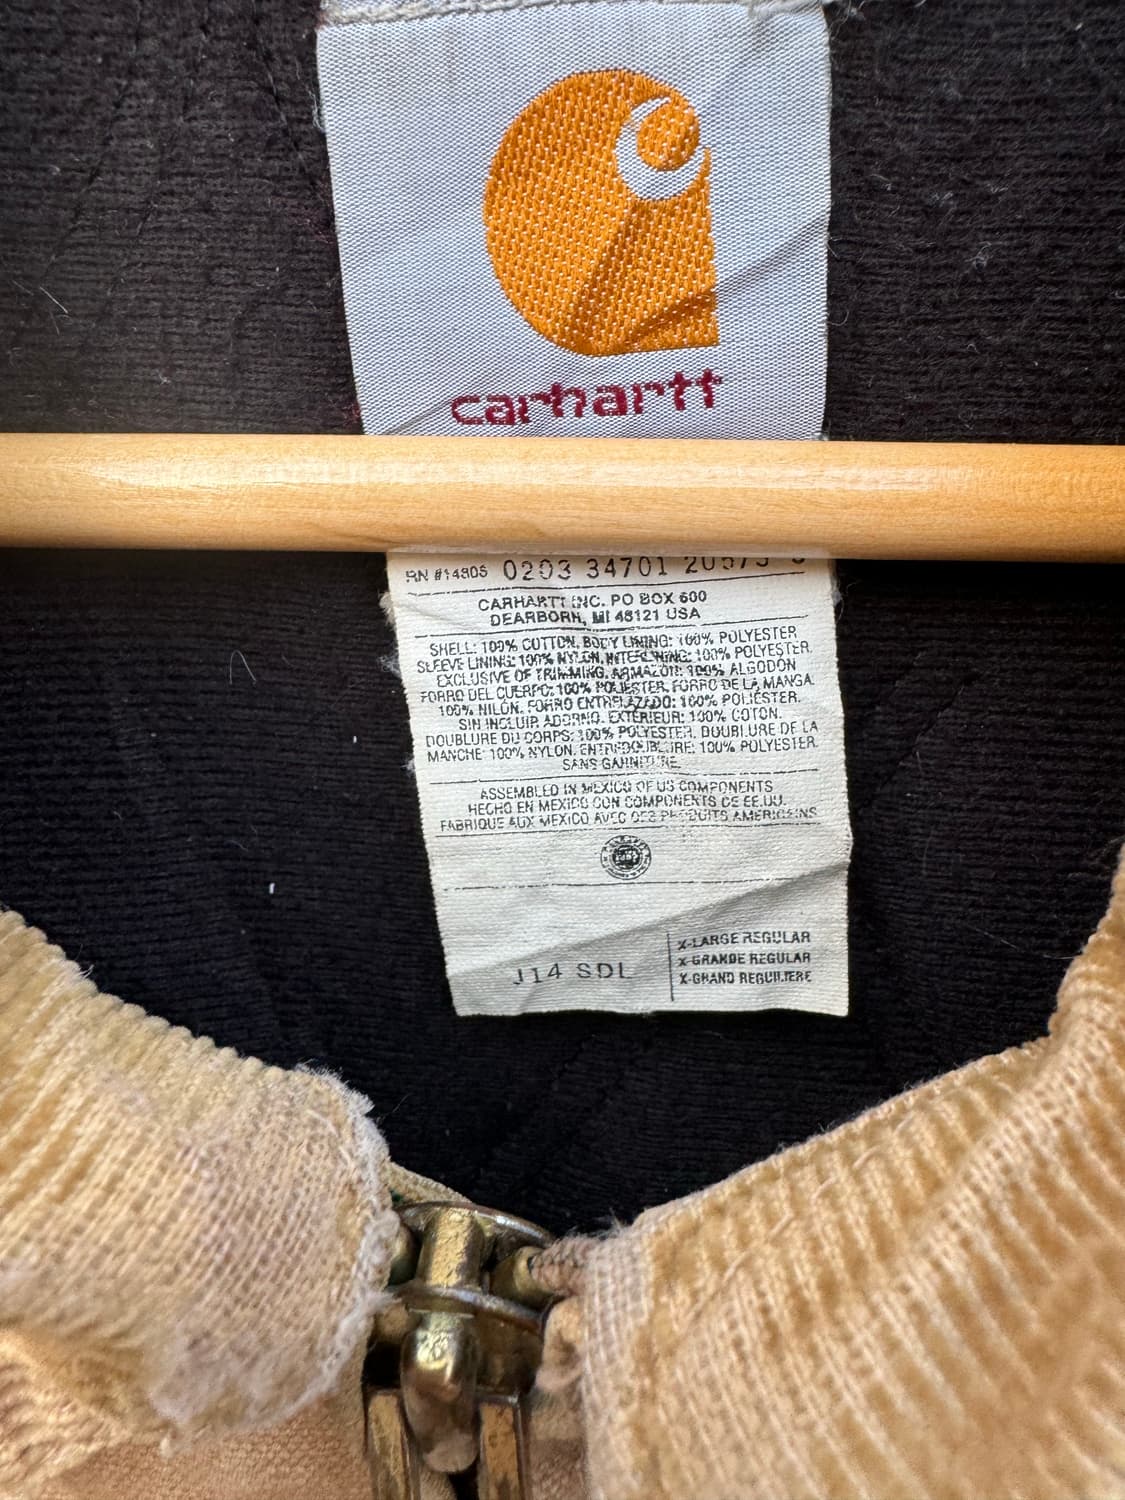 carhartt
RN #14806 0203 34701
CARHARTT INC. PO BOX 600
DEARBORN, MI 48121 USA
SHELL: 100% COTTON. BODY LINING: 100% POLYESTER
SLEEVE LINING: 100% NYLON. INTERLINING: 100% POLYESTER.
EXCLUSIVE OF TRIMMING. ARMAZON: 100% ALGODÓN
FORRO DEL CUERPO: 100% POLIESTER. FORRO DE LA MANGA.
100% NILÓN. FORRO ENTRELAZADO: 100% POLIÉSTER.
SIN INCLUIR ADORNO. EXTÉRIEUR: 100% COTON.
DOUBLURE DU CORPS: 100% POLYESTER. DOUBLURE DE LA
MANCHE: 100% NYLON. ENTREDOUBLURE: 100% POLYESTER.
SANS GARNITURE.
ASSEMBLED IN MEXICO OF US COMPONENTS
HECHO EN MEXICO CON COMPONENTS DE EE.UU.
FABRIQUE AUX MEXICO AVEC DES PRODUITS AMERICAINS
J14 SDL
X-LARGE REGULAR
X-GRANDE REGULAR
X-GRAND REGULIERE